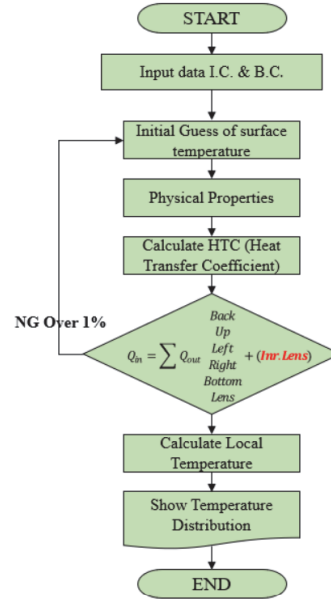 START
Input data I.C. & B.C.
Initial Guess of surface
temperature
Physical Properties
Calculate HTC (Heat
Transfer Coefficient)
NG Over 1%
Back
Up
Left
Q_in = ∑ Q_out Right + (Inr.Lens)
Bottom
Lens
Calculate Local
Temperature
Show Temperature
Distribution
END